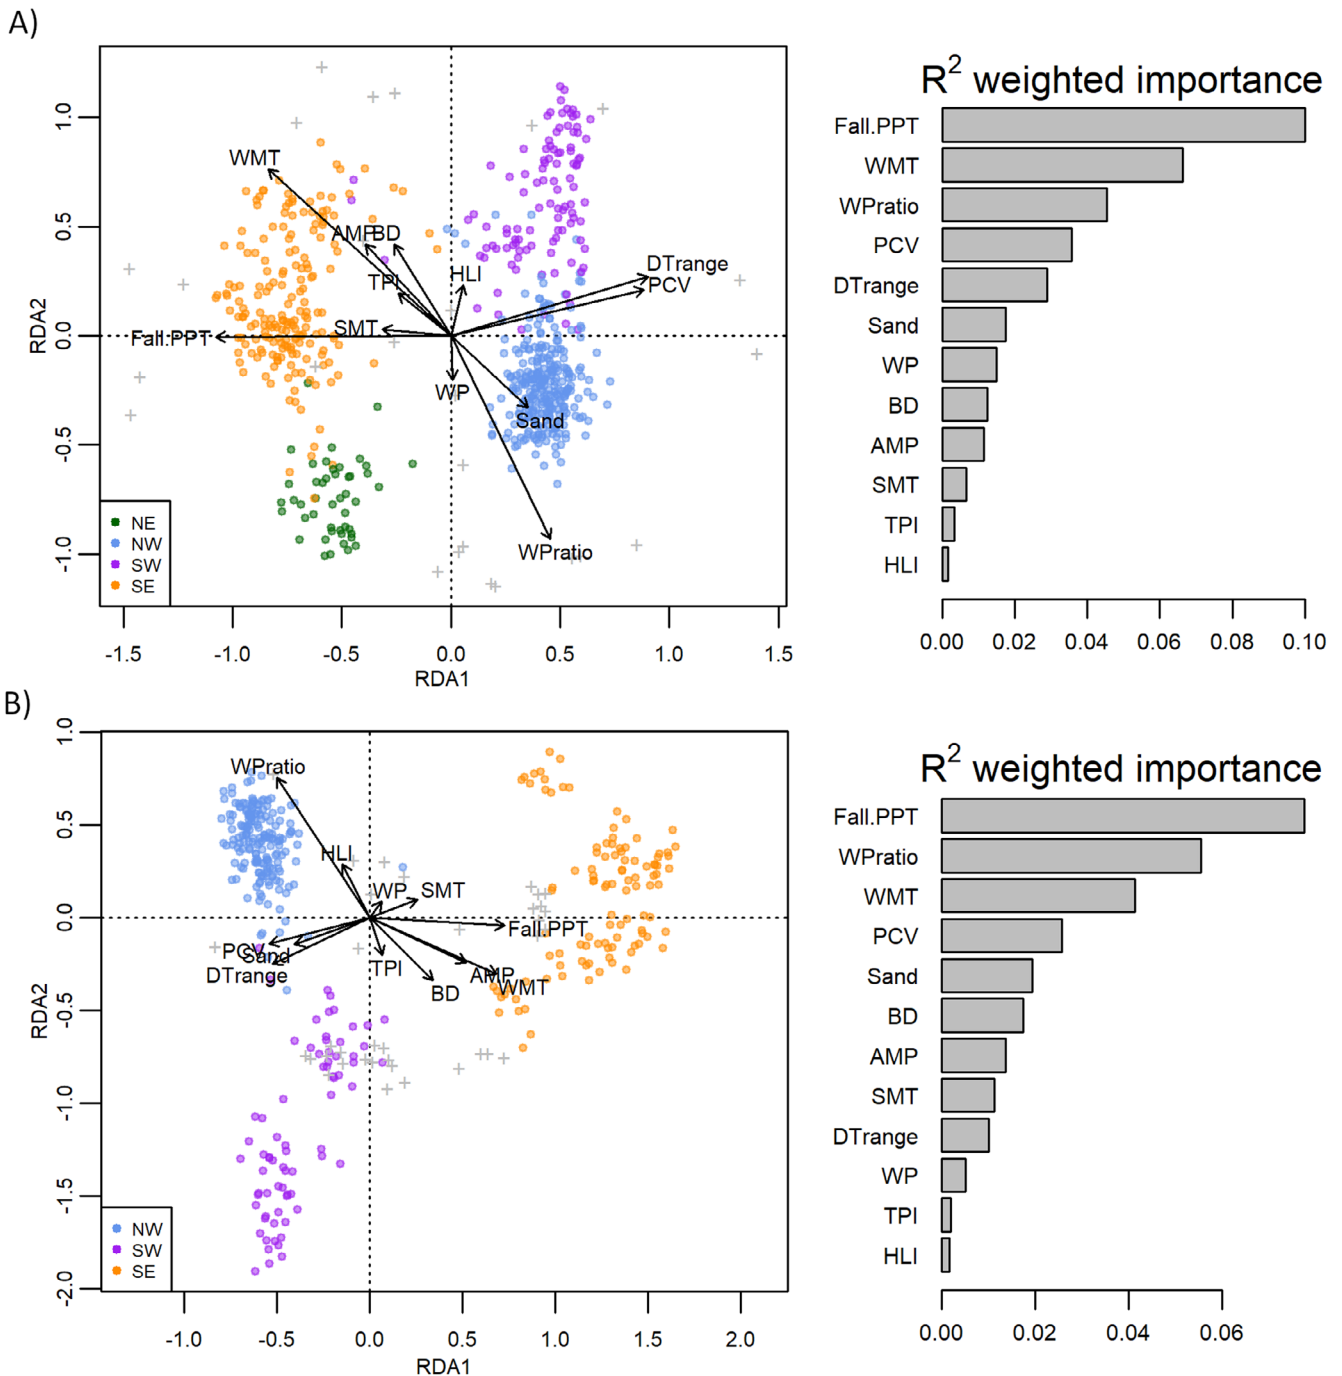 A)
R² weighted importance
RDA2
1.0
0.5
0.0
-0.5
-1.0
WMT
AMP
BD
TPI
HLI
DTrange
PCV
SMT
Fall.PPT
WP
Sand
WPratio
NE
NW
SW
SE
-1.5 -1.0 -0.5 0.0 0.5 1.0 1.5
RDA1
Fall.PPT
WMT
WPratio
PCV
DTrange
Sand
WP
BD
AMP
SMT
TPI
HLI
0.00 0.02 0.04 0.06 0.08 0.10
B)
R² weighted importance
RDA2
1.0
0.5
0.0
-0.5
-1.0
-1.5
-2.0
WPratio
HLI
WP
SMT
Fall.PPT
PCV
Sand
DTrange
TPI
AMP
WMT
BD
NW
SW
SE
-1.0 -0.5 0.0 0.5 1.0 1.5 2.0
RDA1
Fall.PPT
WPratio
WMT
PCV
Sand
BD
AMP
SMT
DTrange
WP
TPI
HLI
0.00 0.02 0.04 0.06